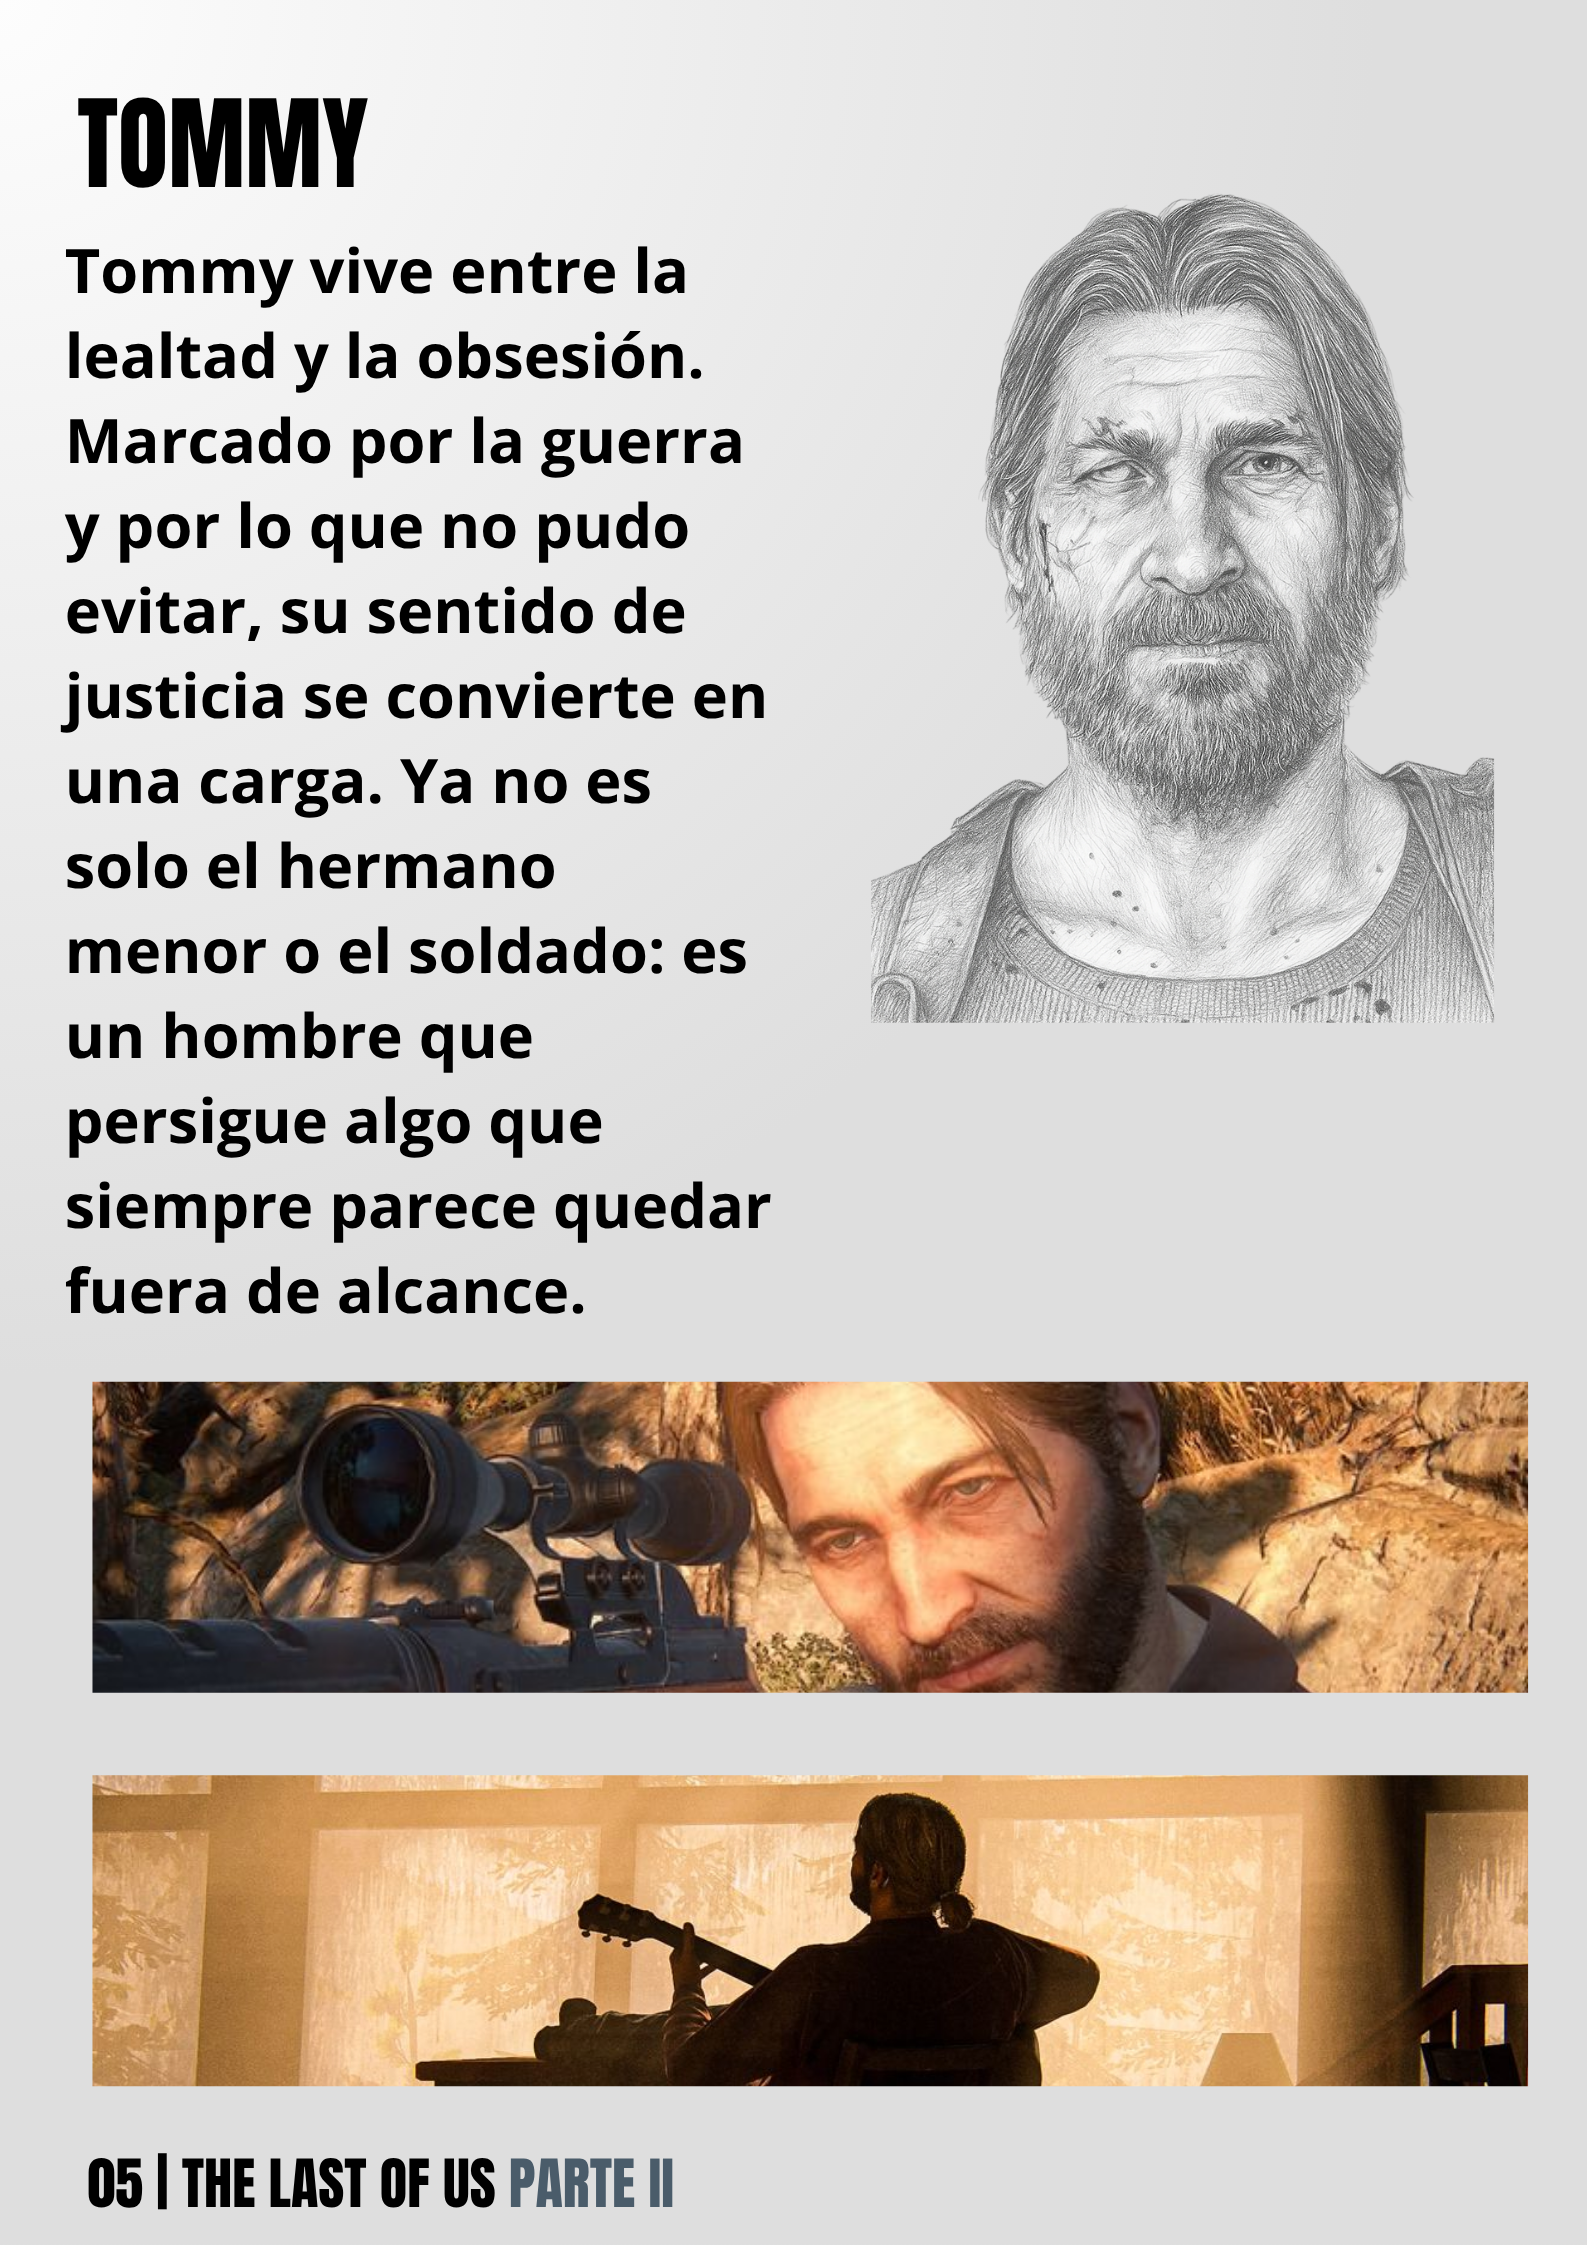 TOMMY
Tommy vive entre la
lealtad y la obsesión.
Marcado por la guerra
y por lo que no pudo
evitar, su sentido de
justicia se convierte en
una carga. Ya no es
solo el hermano
menor o el soldado: es
un hombre que
persigue algo que
siempre parece quedar
fuera de alcance.
05 | THE LAST OF US PARTE II